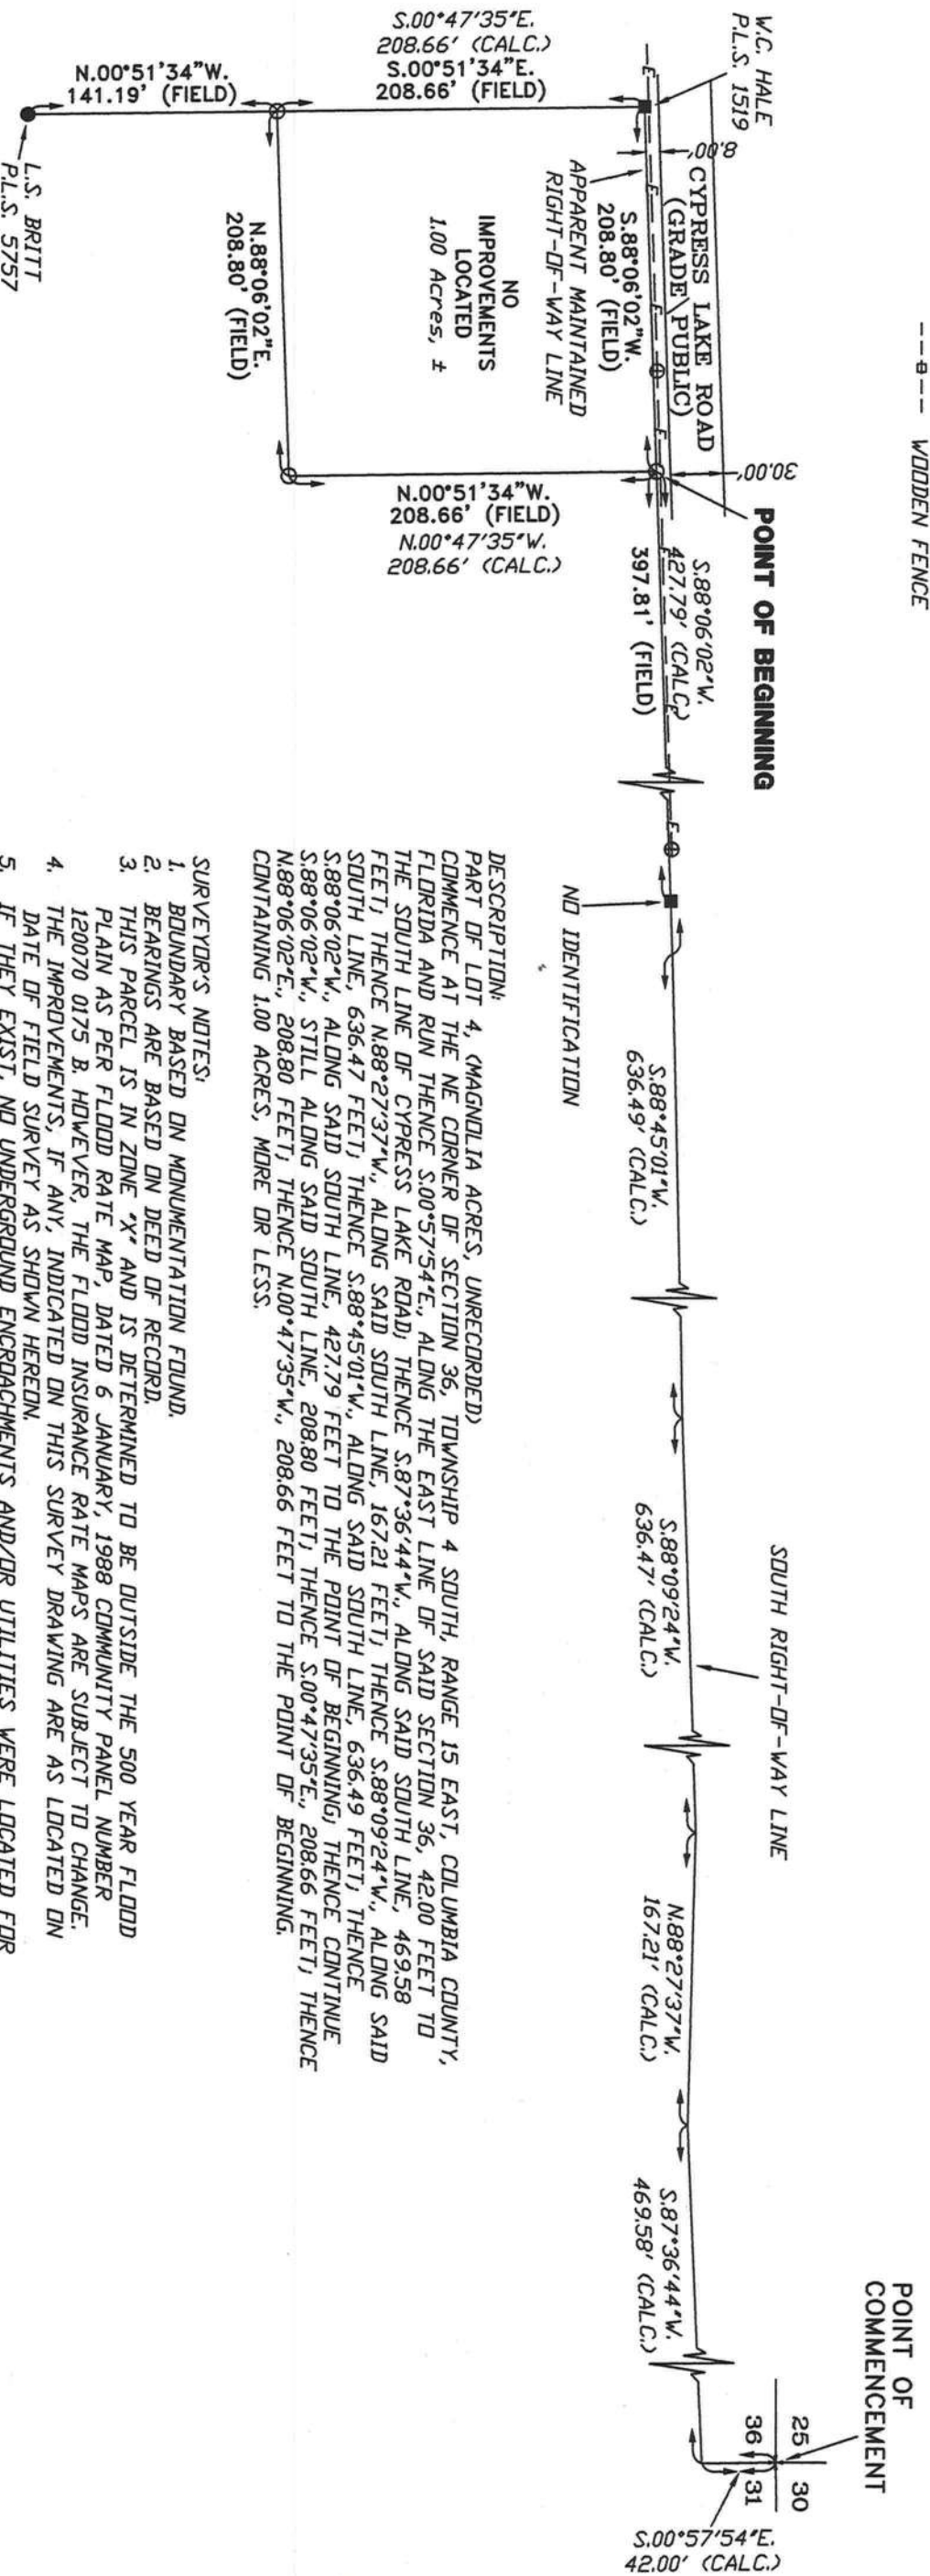 --□-- WOODEN FENCE
W.C. HALE
P.L.S. 1519
8.00'
CYPRESS LAKE ROAD
(GRADE\PUBLIC)
30.00'
POINT OF BEGINNING
POINT OF
COMMENCEMENT
25 30
36 31
S.00°57'54"E.
42.00' (CALC.)
SOUTH RIGHT-OF-WAY LINE
S.87°36'44"W.
469.58' (CALC.)
N.88°27'37"W.
167.21' (CALC.)
S.88°09'24"W.
636.47' (CALC.)
S.88°45'01"W.
636.49' (CALC.)
NO IDENTIFICATION
S.88°06'02"W.
427.79' (CALC.)
397.81' (FIELD)
E E E E E E E
S.88°06'02"W.
208.80' (FIELD)
APPARENT MAINTAINED
RIGHT-OF-WAY LINE
S.00°47'35"E.
208.66' (CALC.)
S.00°51'34"E.
208.66' (FIELD)
NO
IMPROVEMENTS
LOCATED
1.00 Acres, ±
N.00°51'34"W.
208.66' (FIELD)
N.00°47'35"W.
208.66' (CALC.)
N.88°06'02"E.
208.80' (FIELD)
N.00°51'34"W.
141.19' (FIELD)
L.S. BRITT
P.L.S. 5757
DESCRIPTION:
PART OF LOT 4, (MAGNOLIA ACRES, UNRECORDED)
COMMENCE AT THE NE CORNER OF SECTION 36, TOWNSHIP 4 SOUTH, RANGE 15 EAST, COLUMBIA COUNTY,
FLORIDA AND RUN THENCE S.00°57'54"E., ALONG THE EAST LINE OF SAID SECTION 36, 42.00 FEET TO
THE SOUTH LINE OF CYPRESS LAKE ROAD; THENCE S.87°36'44"W., ALONG SAID SOUTH LINE, 469.58
FEET; THENCE N.88°27'37"W., ALONG SAID SOUTH LINE, 167.21 FEET; THENCE S.88°09'24"W., ALONG SAID
SOUTH LINE, 636.47 FEET; THENCE S.88°45'01"W., ALONG SAID SOUTH LINE, 636.49 FEET; THENCE
S.88°06'02"W., ALONG SAID SOUTH LINE, 427.79 FEET TO THE POINT OF BEGINNING; THENCE CONTINUE
S.88°06'02"W., STILL ALONG SAID SOUTH LINE, 208.80 FEET; THENCE S.00°47'35"E., 208.66 FEET; THENCE
N.88°06'02"E., 208.80 FEET; THENCE N.00°47'35"W., 208.66 FEET TO THE POINT OF BEGINNING.
CONTAINING 1.00 ACRES, MORE OR LESS.
SURVEYOR'S NOTES:
1. BOUNDARY BASED ON MONUMENTATION FOUND.
2. BEARINGS ARE BASED ON DEED OF RECORD.
3. THIS PARCEL IS IN ZONE "X" AND IS DETERMINED TO BE OUTSIDE THE 500 YEAR FLOOD
PLAIN AS PER FLOOD RATE MAP, DATED 6 JANUARY, 1988 COMMUNITY PANEL NUMBER
120070 0175 B. HOWEVER, THE FLOOD INSURANCE RATE MAPS ARE SUBJECT TO CHANGE.
4. THE IMPROVEMENTS, IF ANY, INDICATED ON THIS SURVEY DRAWING ARE AS LOCATED ON
DATE OF FIELD SURVEY AS SHOWN HEREON.
5. IF THEY EXIST, NO UNDERGROUND ENCROACHMENTS AND/OR UTILITIES WERE LOCATED FOR